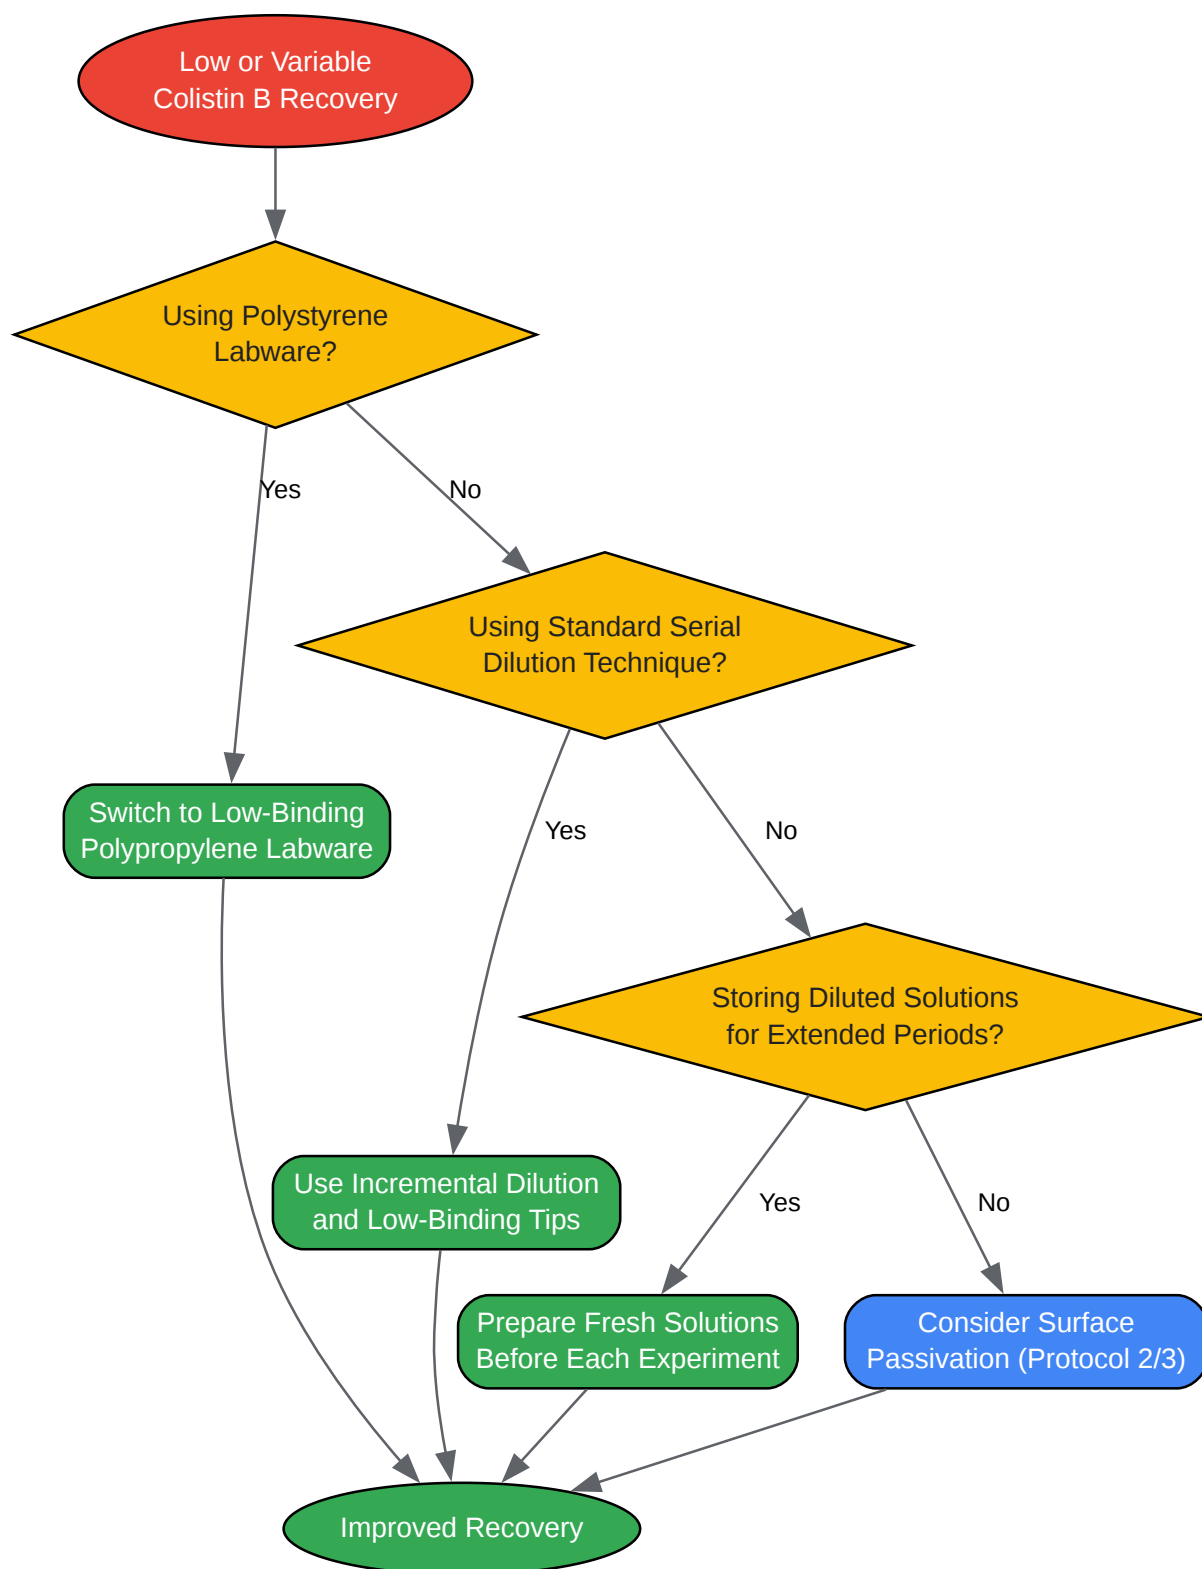 Low or Variable
Colistin B Recovery
Using Polystyrene
Labware?
Yes
No
Using Standard Serial
Dilution Technique?
Switch to Low-Binding
Polypropylene Labware
Yes
No
Storing Diluted Solutions
for Extended Periods?
Use Incremental Dilution
and Low-Binding Tips
Yes
No
Prepare Fresh Solutions
Before Each Experiment
Consider Surface
Passivation (Protocol 2/3)
Improved Recovery